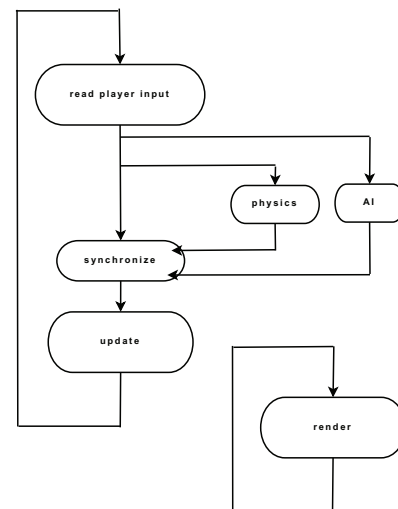 read player input
physics
AI
synchronize
update
render